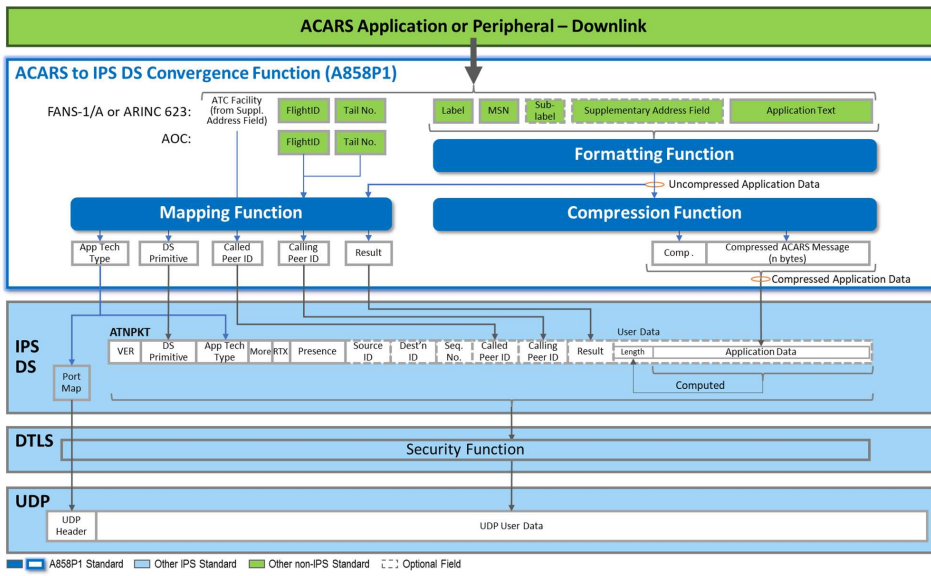 ACARS Application or Peripheral – Downlink
ACARS to IPS DS Convergence Function (A858P1)
FANS-1/A or ARINC 623:
ATC Facility
(from Suppl.
Address Field)
FlightID
Tail No.
Label
MSN
Sub-
label
Supplementary Address Field
Application Text
AOC:
FlightID
Tail No.
Formatting Function
Uncompressed Application Data
Mapping Function
Compression Function
App Tech
Type
DS
Primitive
Called
Peer ID
Calling
Peer ID
Result
Comp.
Compressed ACARS Message
(n bytes)
Compressed Application Data
IPS
DS
ATNPKT
User Data
VER
DS
Primitive
App Tech
Type
More
RTX
Presence
Source
ID
Dest'n
ID
Seq.
No.
Called
Peer ID
Calling
Peer ID
Result
Length
Application Data
Port
Map
Computed
DTLS
Security Function
UDP
UDP
Header
UDP User Data
A858P1 Standard
Other IPS Standard
Other non-IPS Standard
Optional Field